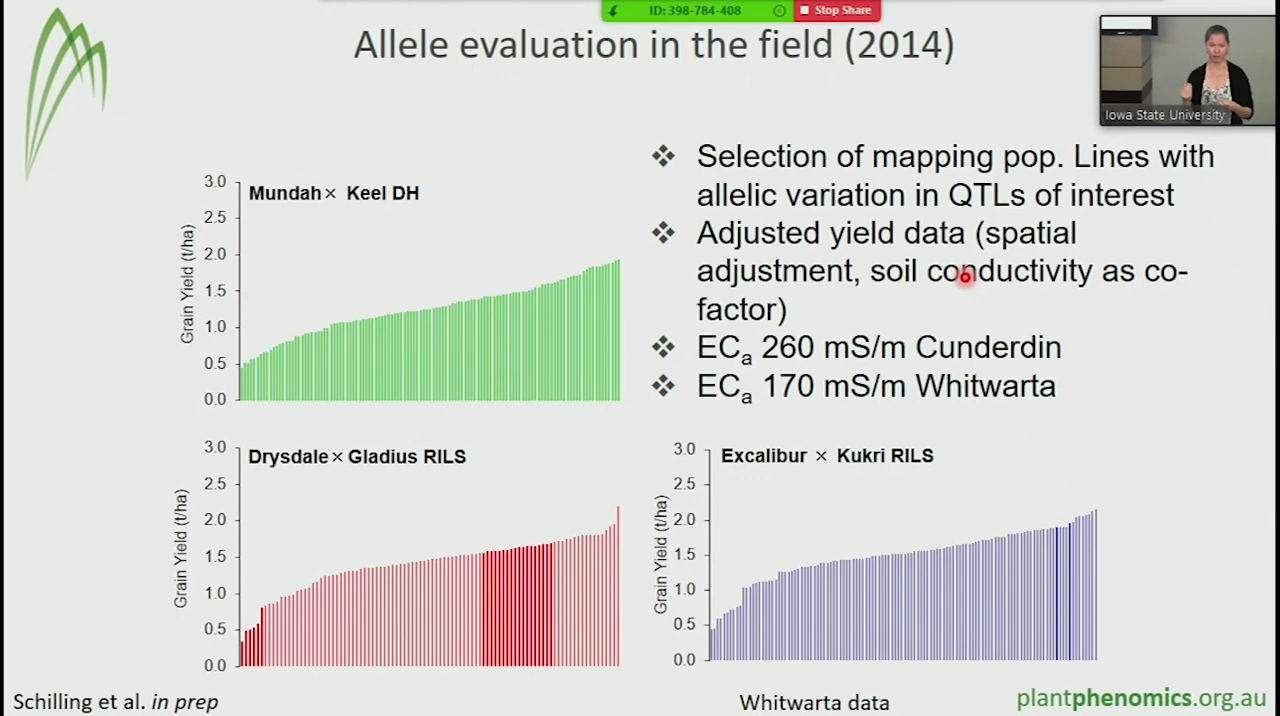 ID: 398-784-408
Stop Share
Allele evaluation in the field (2014)
Iowa State University
❖ Selection of mapping pop. Lines with
allelic variation in QTLs of interest
❖ Adjusted yield data (spatial
adjustment, soil conductivity as co-
factor)
❖ ECa 260 mS/m Cunderdin
❖ ECa 170 mS/m Whitwarta
Mundah × Keel DH
Grain Yield (t/ha)
3.0
2.5
2.0
1.5
1.0
0.5
0.0
Drysdale × Gladius RILS
Grain Yield (t/ha)
3.0
2.5
2.0
1.5
1.0
0.5
0.0
Excalibur × Kukri RILS
Grain Yield (t/ha)
3.0
2.5
2.0
1.5
1.0
0.5
0.0
Schilling et al. in prep
Whitwarta data
plantphenomics.org.au